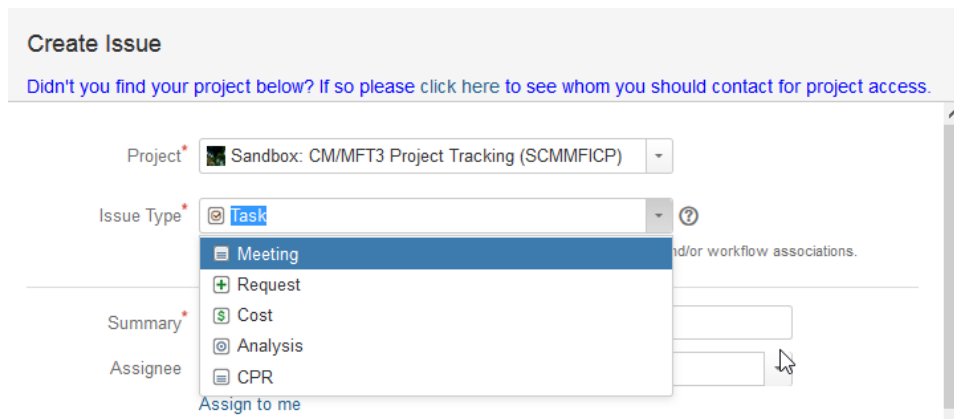 Create Issue
Didn't you find your project below? If so please click here to see whom you should contact for project access.
Project* Sandbox: CM/MFT3 Project Tracking (SCMMFICP)
Issue Type* Task ?
Meeting
and/or workflow associations.
Request
Cost
Summary*
Analysis
Assignee
CPR
Assign to me